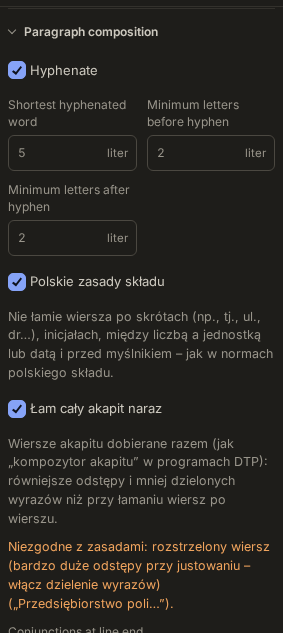 Paragraph composition
Hyphenate
Shortest hyphenated word
Minimum letters before hyphen
5 liter
2 liter
Minimum letters after hyphen
2 liter
Polskie zasady składu
Nie łamie wiersza po skrótach (np., tj., ul.,
dr...), inicjałach, między liczbą a jednostką
lub datą i przed myślnikiem – jak w normach
polskiego składu.
Łam cały akapit naraz
Wiersze akapitu dobierane razem (jak
„kompozytor akapitu” w programach DTP):
równiejsze odstępy i mniej dzielonych
wyrazów niż przy łamaniu wiersz po
wierszu.
Niezgodne z zasadami: rozstrzelony wiersz
(bardzo duże odstępy przy justowaniu –
włącz dzielenie wyrazów)
(„Przedsiębiorstwo poli...”).
Conjunctions at line end